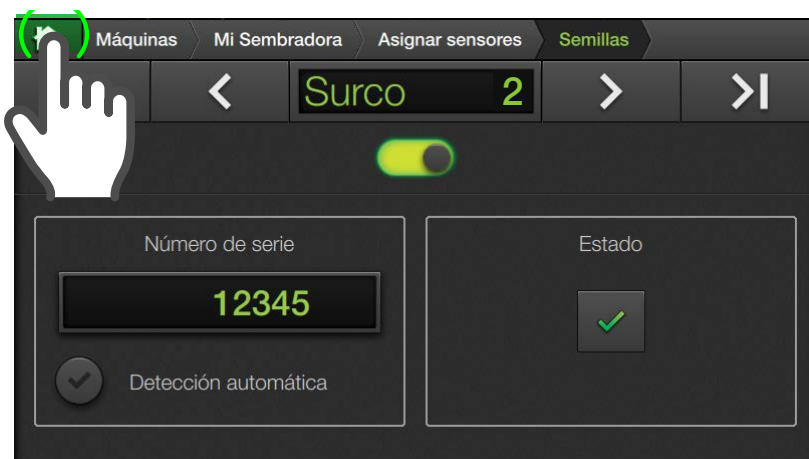 Máquinas Mi Sembradora Asignar sensores Semillas
Surco 2
Número de serie
12345
Detección automática
Estado